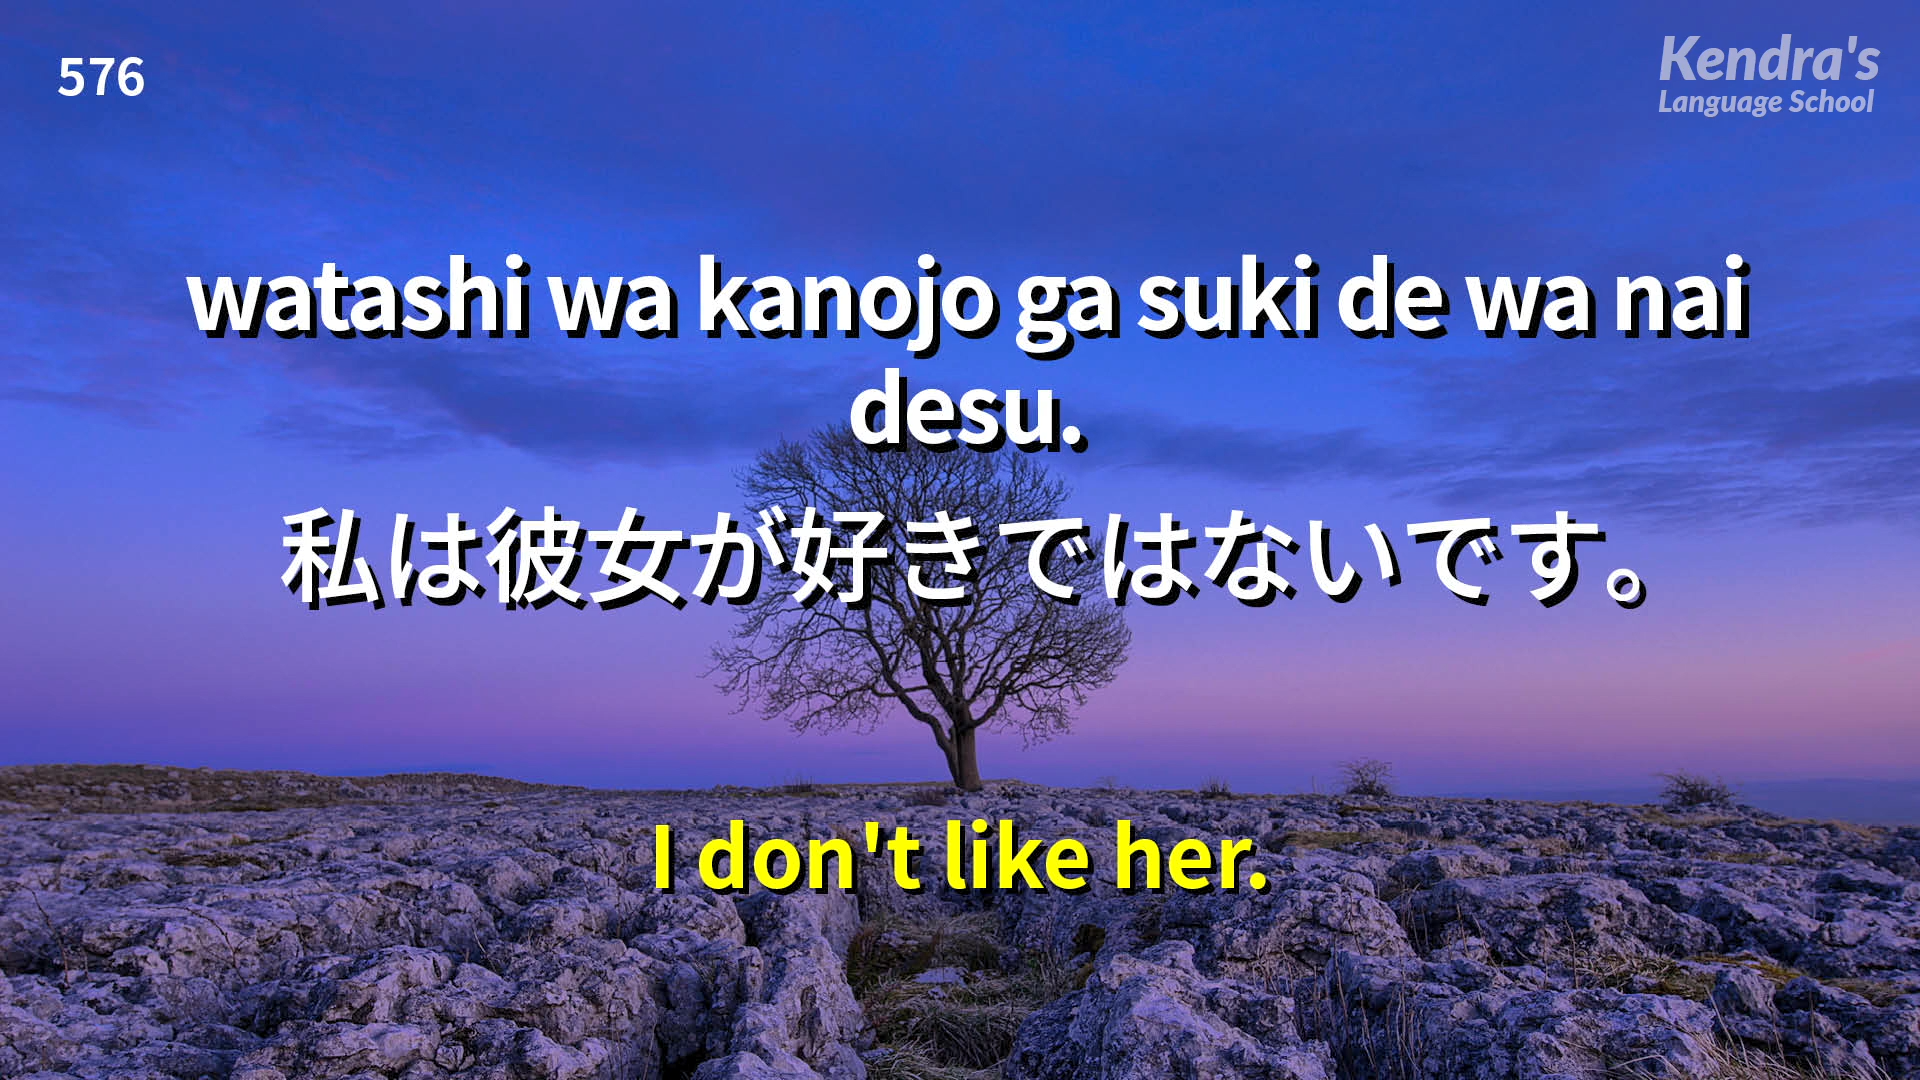 576
Kendra's
Language School
watashi wa kanojo ga suki de wa nai
desu.
私は彼女が好きではないです。
I don't like her.